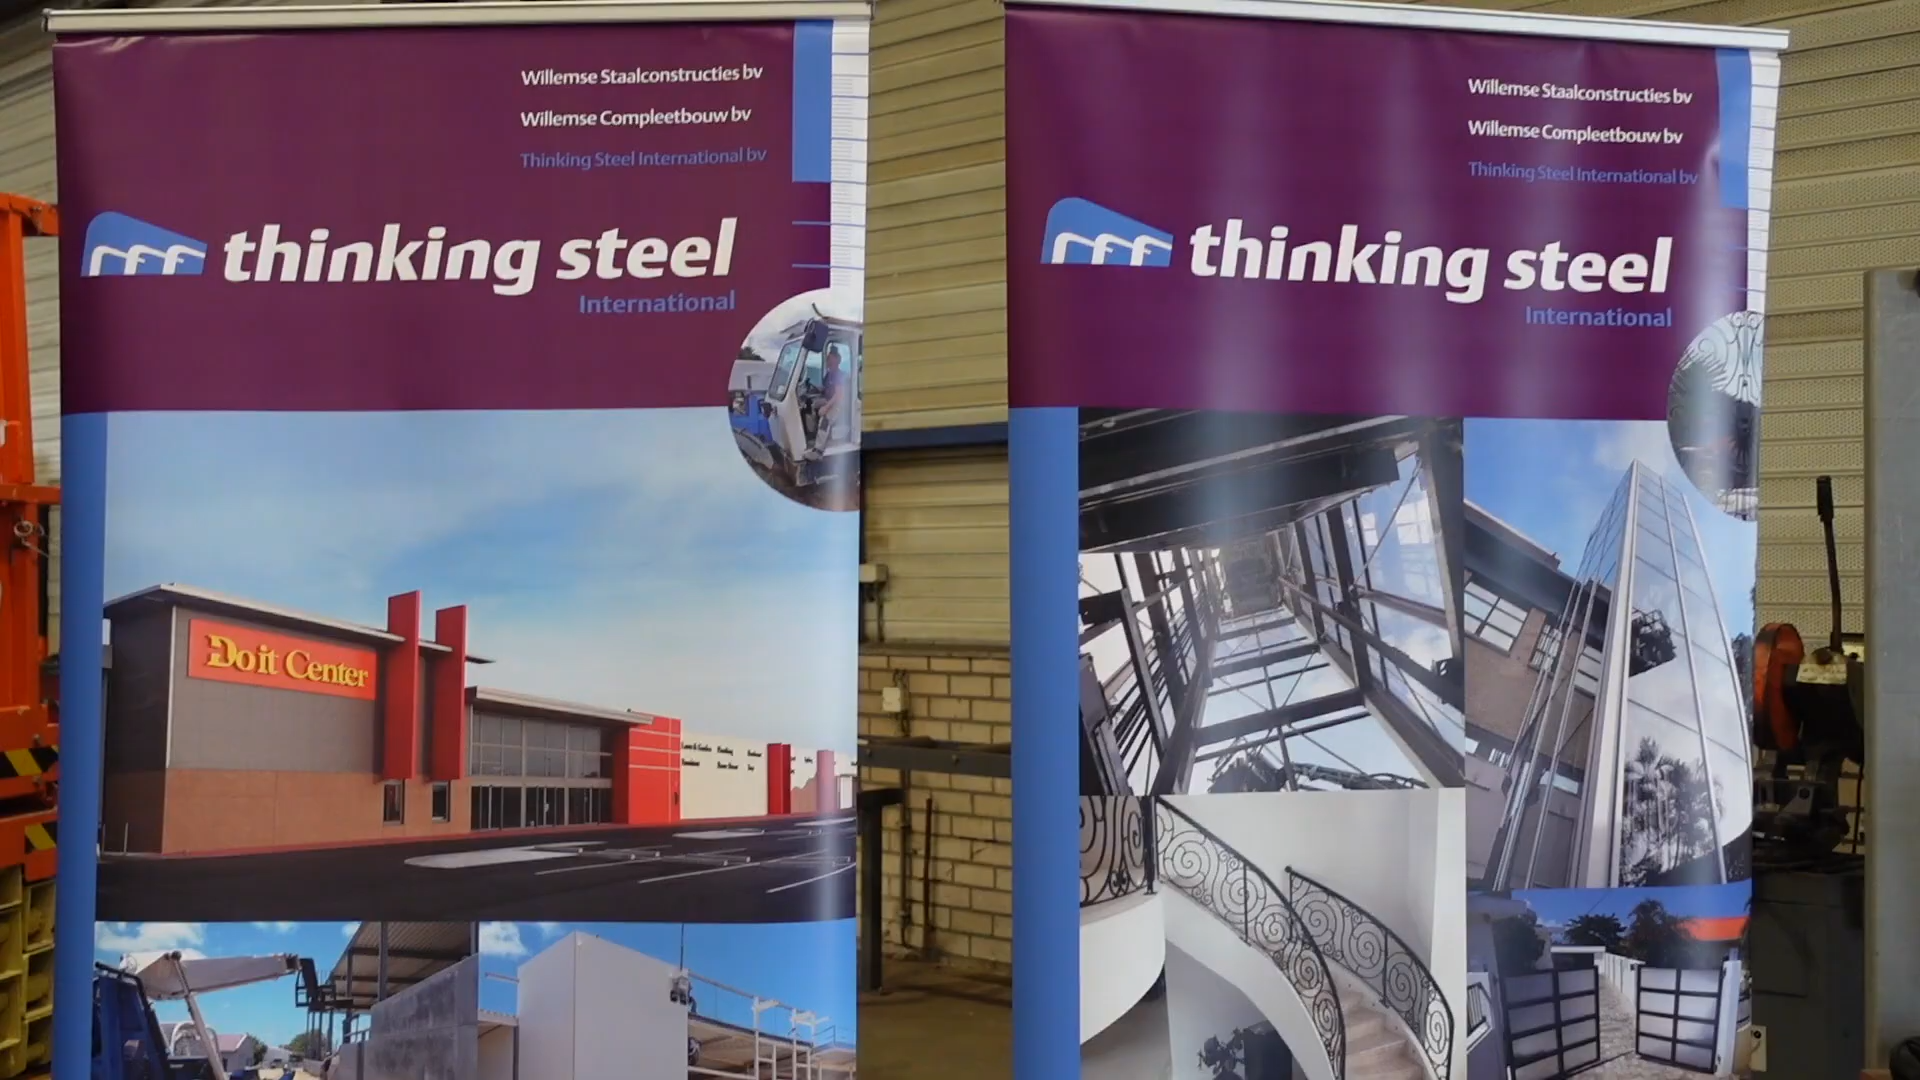 Willemse Staalconstructies bv
Willemse Compleetbouw bv
Thinking Steel International bv
thinking steel
International
Do it Center
Willemse Staalconstructies bv
Willemse Compleetbouw bv
Thinking Steel International bv
thinking steel
International